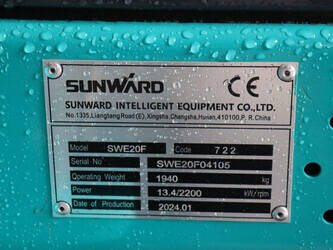 SUNWARD CE
SUNWARD INTELLIGENT EQUIPMENT CO.,LTD.
No.1335,Liangtang Road(E),Xingsha,Changsha,Hunan,410100,P.R.China
Model SWE20F Code 722
Serial No SWE20F04105
Operating Weight 1940 kg
Power 13.4/2200 kW/rpm
Date of Production 2024.01